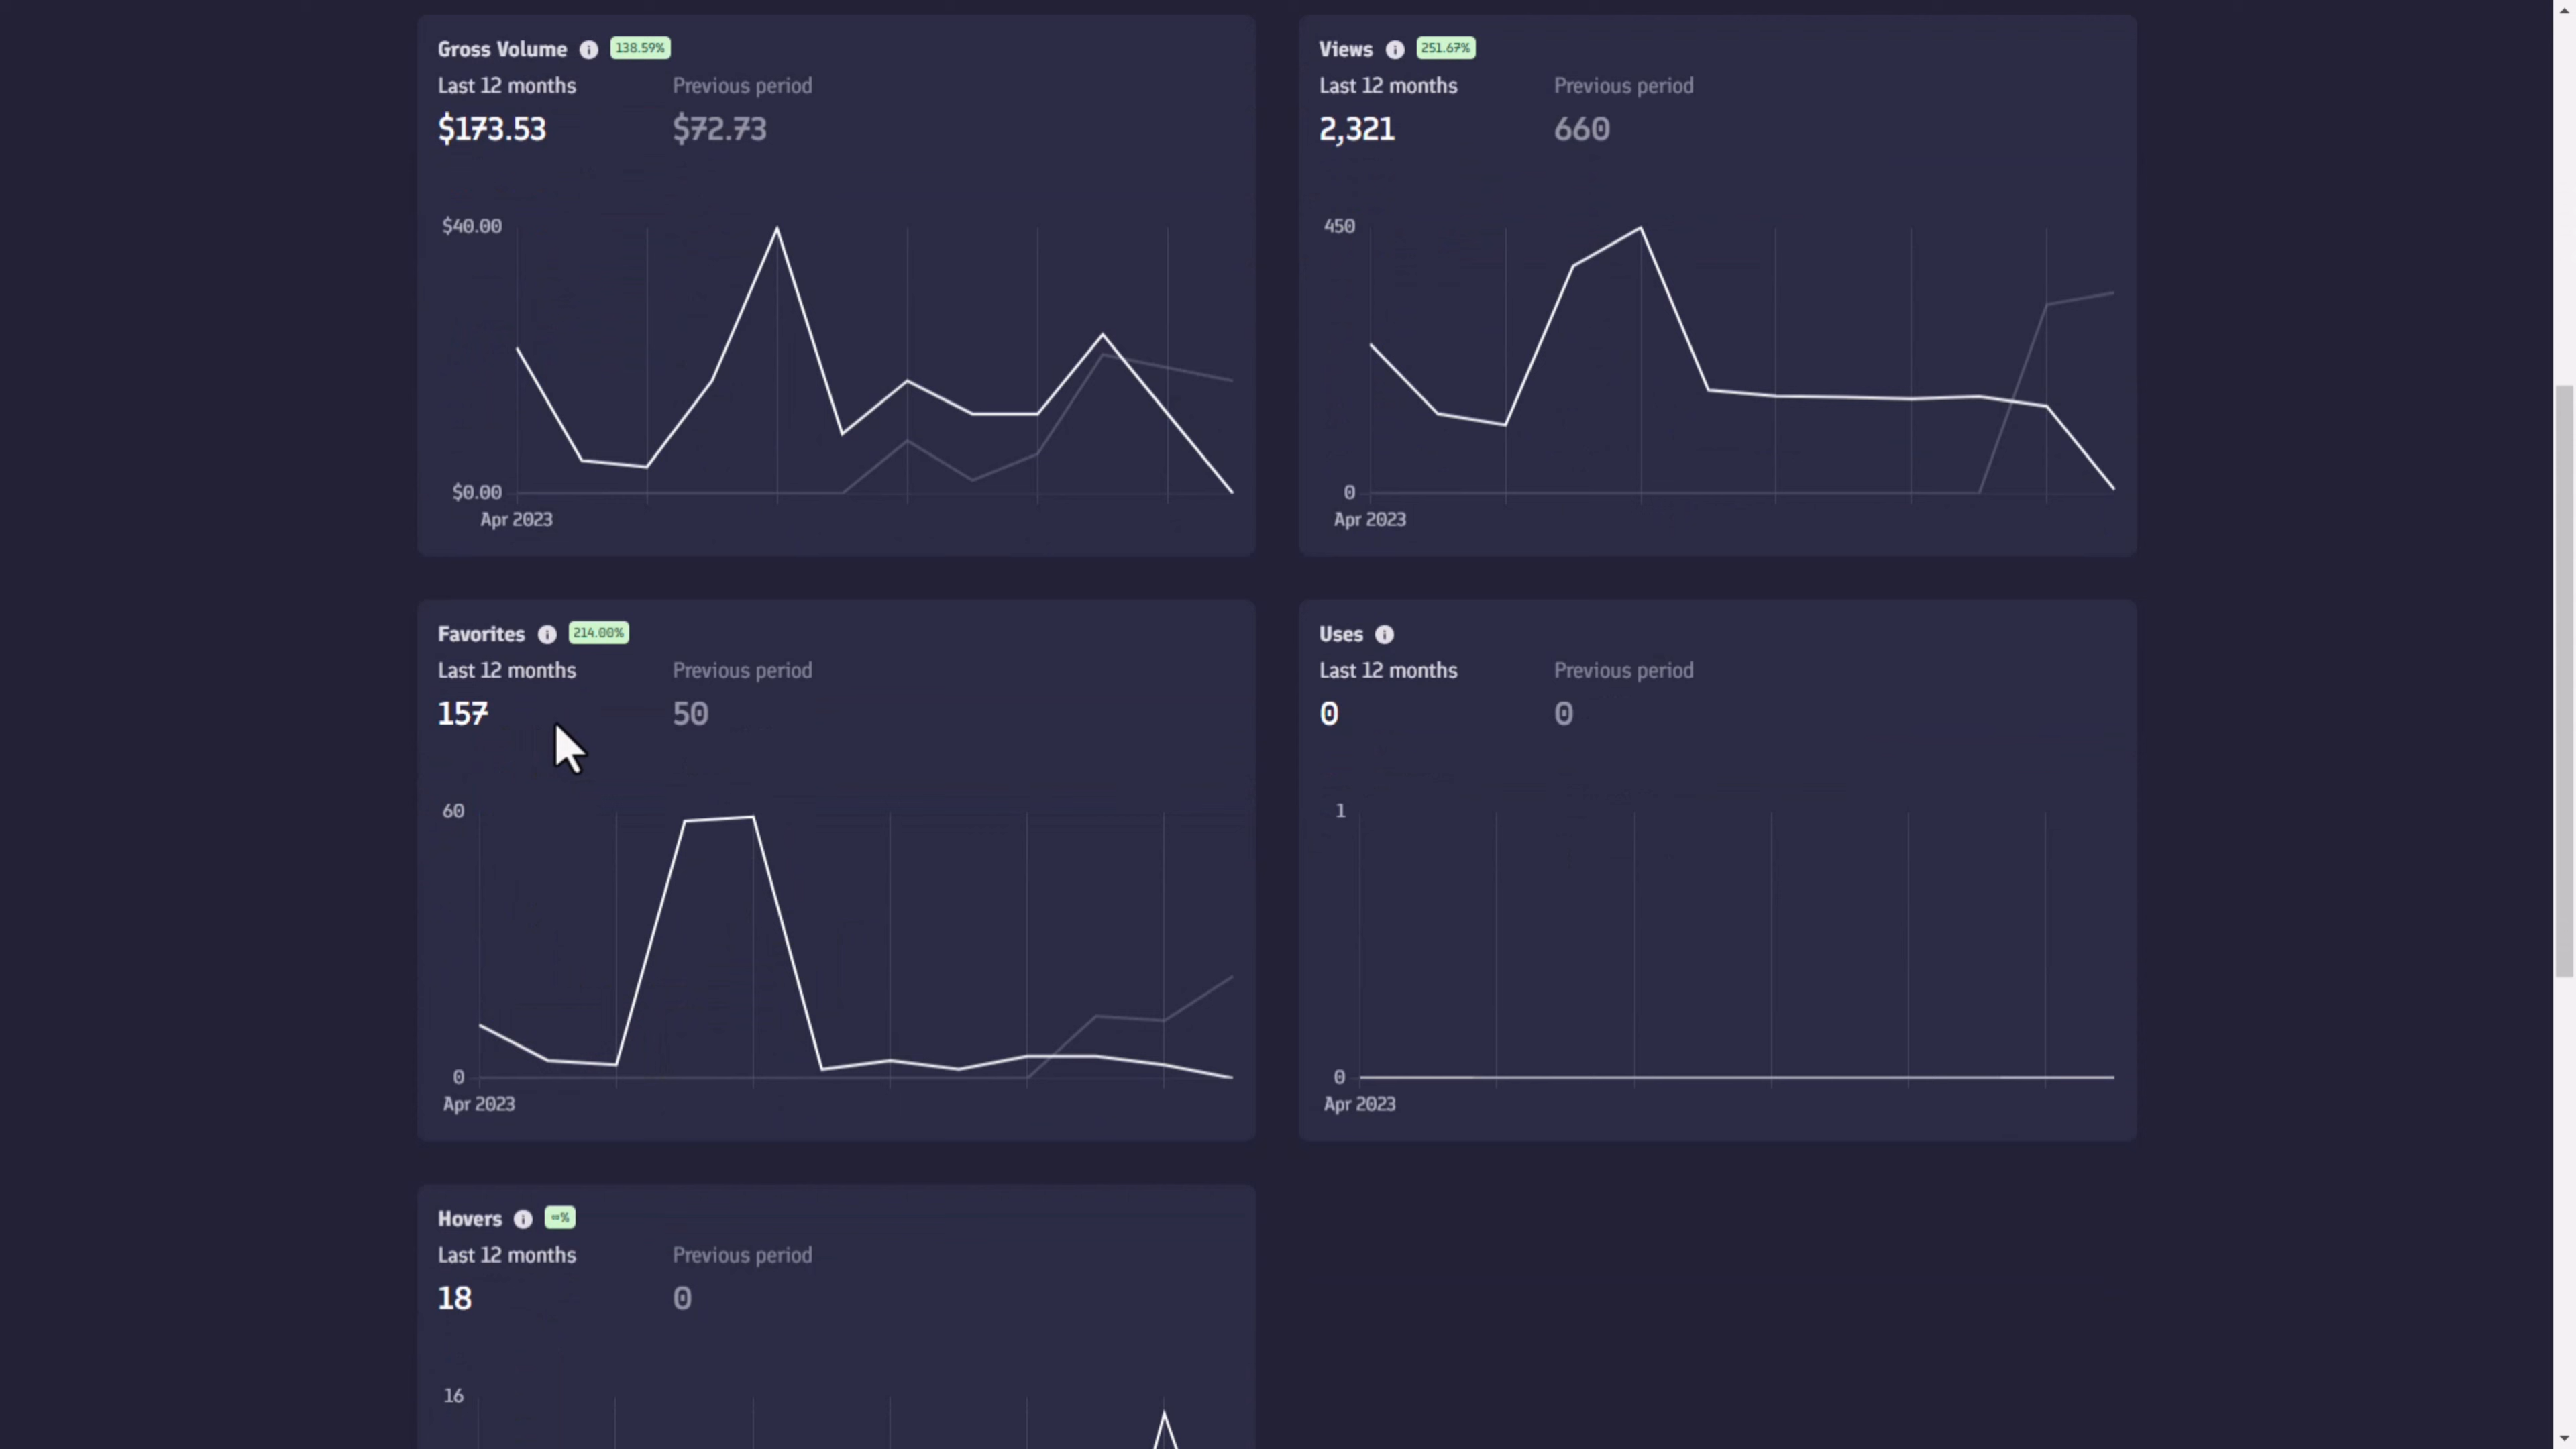 Gross Volume 138.59%
Last 12 months Previous period
$173.53 $72.73
$40.00
$0.00
Apr 2023
Views 251.67%
Last 12 months Previous period
2,321 660
450
0
Apr 2023
Favorites 214.00%
Last 12 months Previous period
157 50
60
0
Apr 2023
Uses
Last 12 months Previous period
0 0
1
0
Apr 2023
Hovers ∞%
Last 12 months Previous period
18 0
16